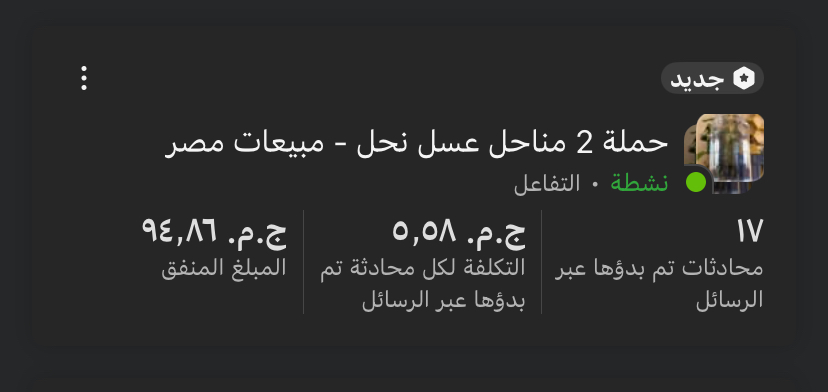 جديد
حملة 2 مناحل عسل نحل - مبيعات مصر
نشطة • التفاعل
١٧
محادثات تم بدؤها عبر
الرسائل
ج.م. ٥,٥٨
التكلفة لكل محادثة تم
بدؤها عبر الرسائل
ج.م. ٩٤,٨٦
المبلغ المنفق